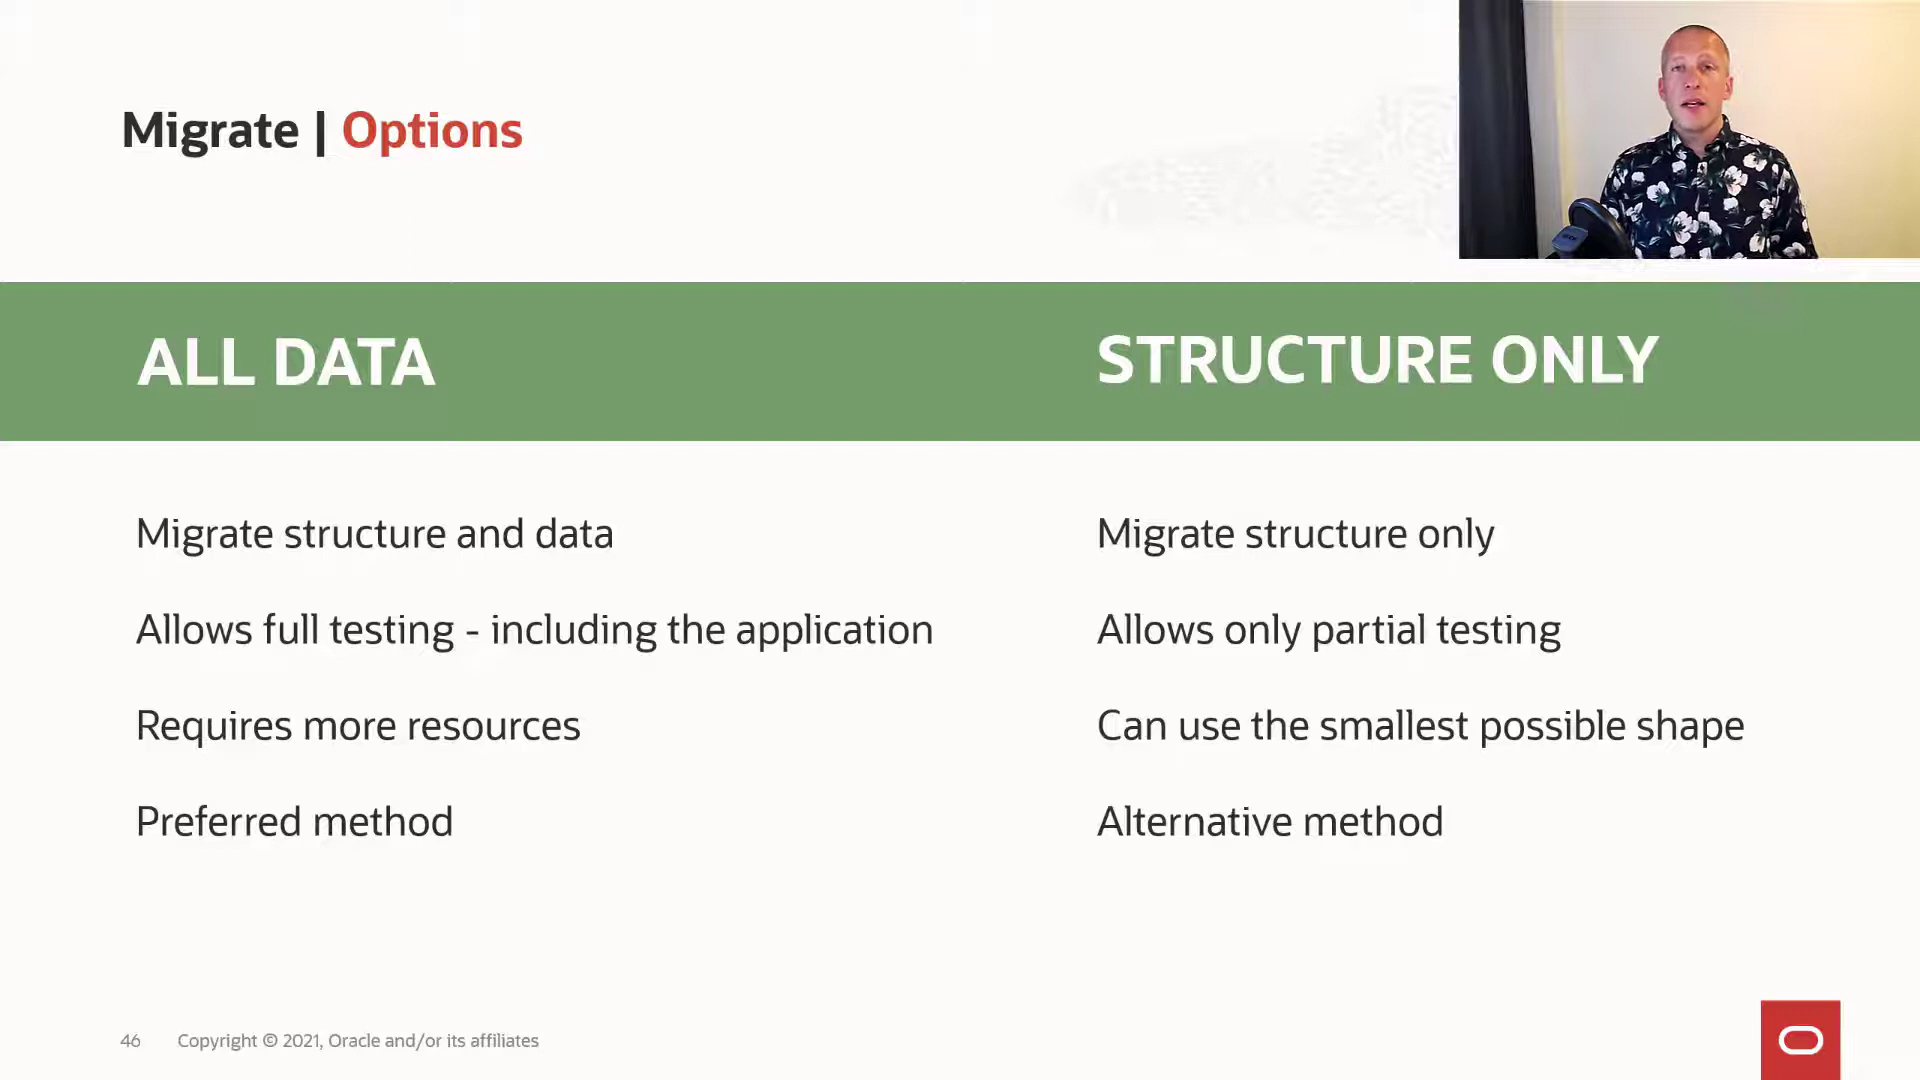 Migrate | Options
ALL DATA
Migrate structure and data
Allows full testing - including the application
Requires more resources
Preferred method
STRUCTURE ONLY
Migrate structure only
Allows only partial testing
Can use the smallest possible shape
Alternative method
46 Copyright © 2021, Oracle and/or its affiliates